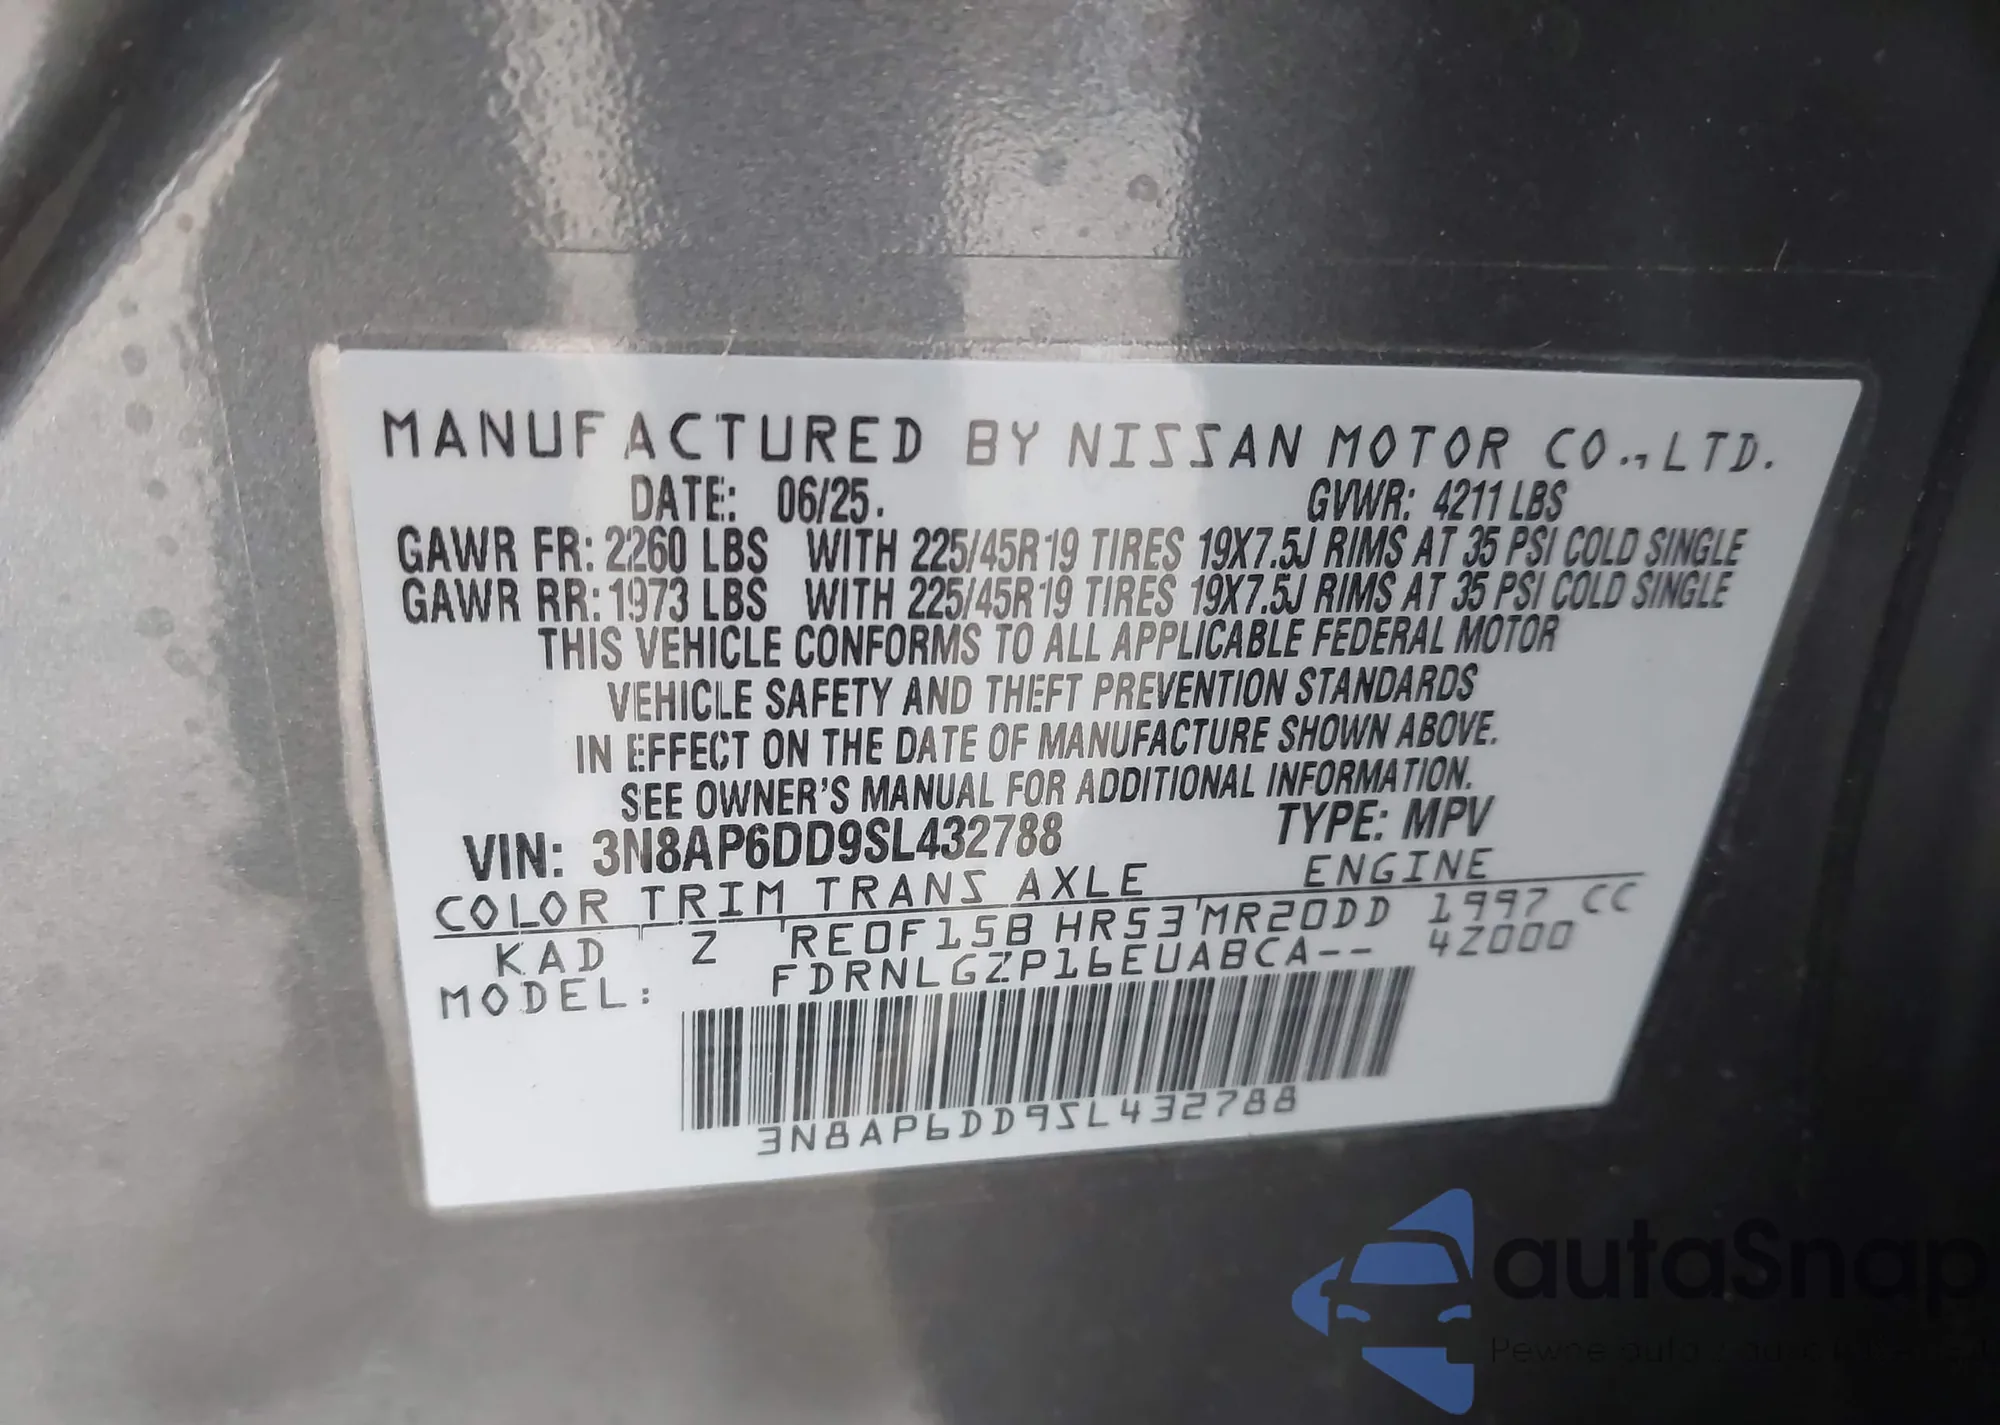 MANUFACTURED BY NISSAN MOTOR CO., LTD.
DATE: 06/25. GVWR: 4211 LBS
GAWR FR: 2260 LBS WITH 225/45R19 TIRES 19X7.5J RIMS AT 35 PSI COLD SINGLE
GAWR RR: 1973 LBS WITH 225/45R19 TIRES 19X7.5J RIMS AT 35 PSI COLD SINGLE
THIS VEHICLE CONFORMS TO ALL APPLICABLE FEDERAL MOTOR
VEHICLE SAFETY AND THEFT PREVENTION STANDARDS
IN EFFECT ON THE DATE OF MANUFACTURE SHOWN ABOVE.
SEE OWNER'S MANUAL FOR ADDITIONAL INFORMATION.
VIN: 3N8AP6DD9SL432788 TYPE: MPV
COLOR TRIM TRANS AXLE ENGINE
KAD Z RE0F15B HR53 MR20DD 1997 CC
MODEL: FDRNLGZP16EUABCA-- 4Z000
3N8AP6DD9SL432788
autaSnap
Pewne auto